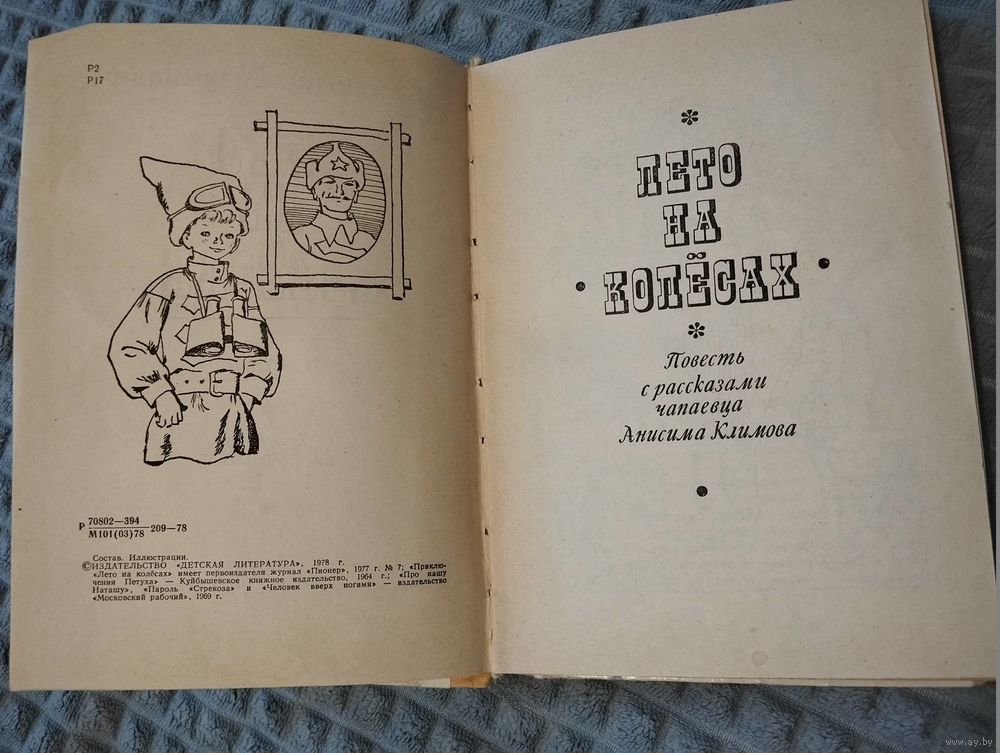 Р2
Р17
Р 70802—394
М101(03)78 209—78
Состав. Иллюстрации.
©ИЗДАТЕЛЬСТВО «ДЕТСКАЯ ЛИТЕРАТУРА», 1978 г.
«Лето на колёсах» имеет первоиздателя журнал «Пионер», 1977 г. № 7; «Приклю-
чения Петуха» — Куйбышевское книжное издательство, 1964 г.; «Про нашу
Наташу», «Пароль «Стрекоза» и «Человек вверх ногами» — издательство
«Московский рабочий», 1969 г.
ЛЕТО
НА
КОЛЁСАХ
Повесть
с рассказами
чапаевца
Анисима Климова
www.ay.by